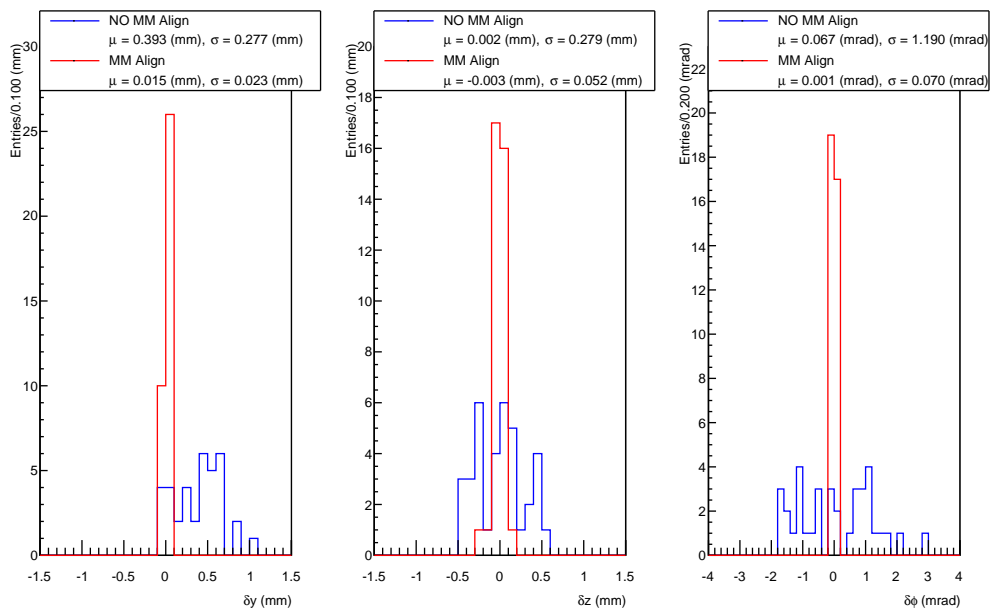 NO MM Align
μ = 0.393 (mm), σ = 0.277 (mm)
MM Align
μ = 0.015 (mm), σ = 0.023 (mm)
Entries/0.100 (mm)
30
25
20
15
10
5
0
-1.5 -1 -0.5 0 0.5 1 1.5
δy (mm)
NO MM Align
μ = 0.002 (mm), σ = 0.279 (mm)
MM Align
μ = -0.003 (mm), σ = 0.052 (mm)
Entries/0.100 (mm)
20
18
16
14
12
10
8
6
4
2
0
-1.5 -1 -0.5 0 0.5 1 1.5
δz (mm)
NO MM Align
μ = 0.067 (mrad), σ = 1.190 (mrad)
MM Align
μ = 0.001 (mrad), σ = 0.070 (mrad)
Entries/0.200 (mrad)
22
20
18
16
14
12
10
8
6
4
2
0
-4 -3 -2 -1 0 1 2 3 4
δϕ (mrad)